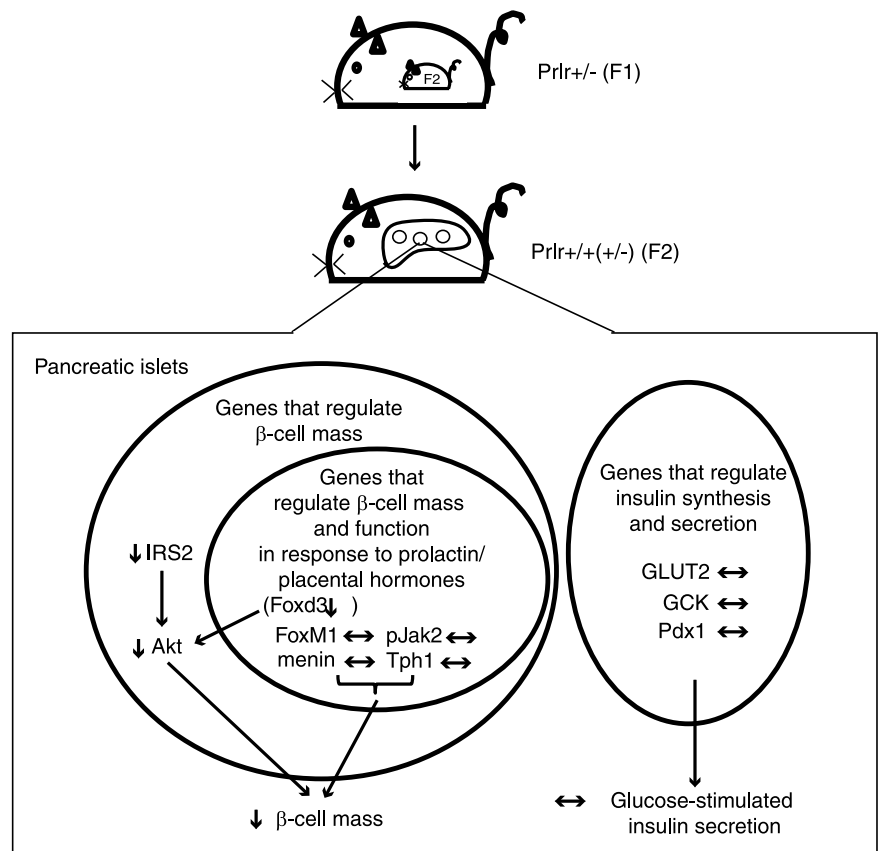 F2
Prlr+/- (F1)
Prlr+/+(+/-) (F2)
Pancreatic islets
Genes that regulate
β-cell mass
Genes that
regulate β-cell mass
and function
in response to prolactin/
placental hormones
(Foxd3↓ )
FoxM1 ↔ pJak2 ↔
menin ↔ Tph1 ↔
↓ IRS2
↓ Akt
↓ β-cell mass
Genes that regulate
insulin synthesis
and secretion
GLUT2 ↔
GCK ↔
Pdx1 ↔
↔ Glucose-stimulated
insulin secretion